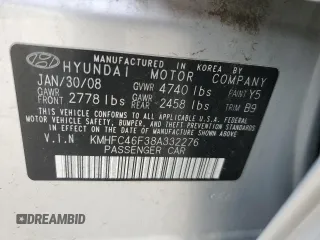 MANUFACTURED IN KOREA BY
HYUNDAI MOTOR COMPANY
JAN/30/08 GVWR 4740 lbs PAINT Y5
GAWR FRONT 2778 lbs GAWR REAR 2458 lbs TRIM B9
THIS VEHICLE CONFORMS TO ALL APPLICABLE U.S. FEDERAL
MOTOR VEHICLE SAFETY, BUMPER, AND THEFT PREVENTION
STANDARDS IN EFFECT ON THE DATE OF MANUFACTURE
SHOWN ABOVE.
V.I.N KMHFC46F38A332276
PASSENGER CAR
© DREAMBID
DREAMBID